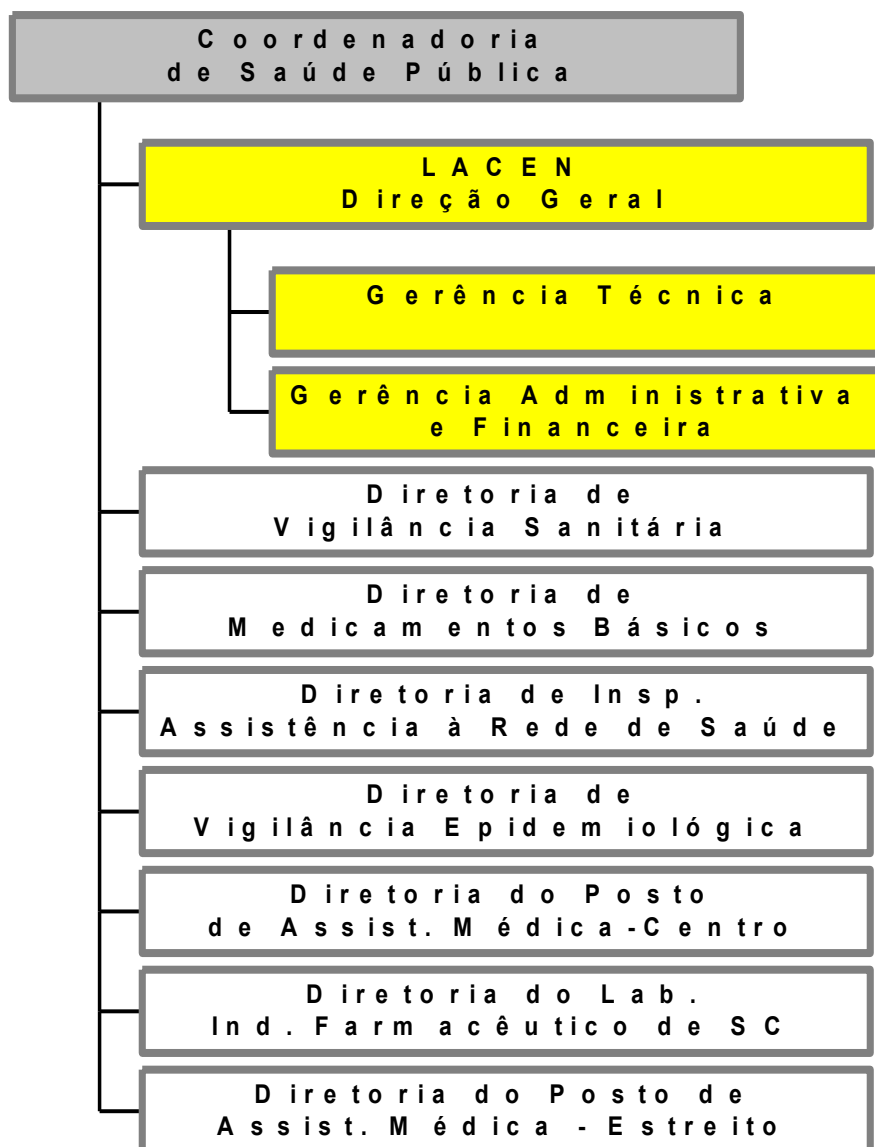 Coordenadoria
de Saúde Pública
LACEN
Direção Geral
Gerência Técnica
Gerência Administrativa
e Financeira
Diretoria de
Vigilância Sanitária
Diretoria de
Medicamentos Básicos
Diretoria de Insp.
Assistência à Rede de Saúde
Diretoria de
Vigilância Epidemiológica
Diretoria do Posto
de Assist. Médica-Centro
Diretoria do Lab.
Ind. Farmacêutico de SC
Diretoria do Posto de
Assist. Médica - Estreito